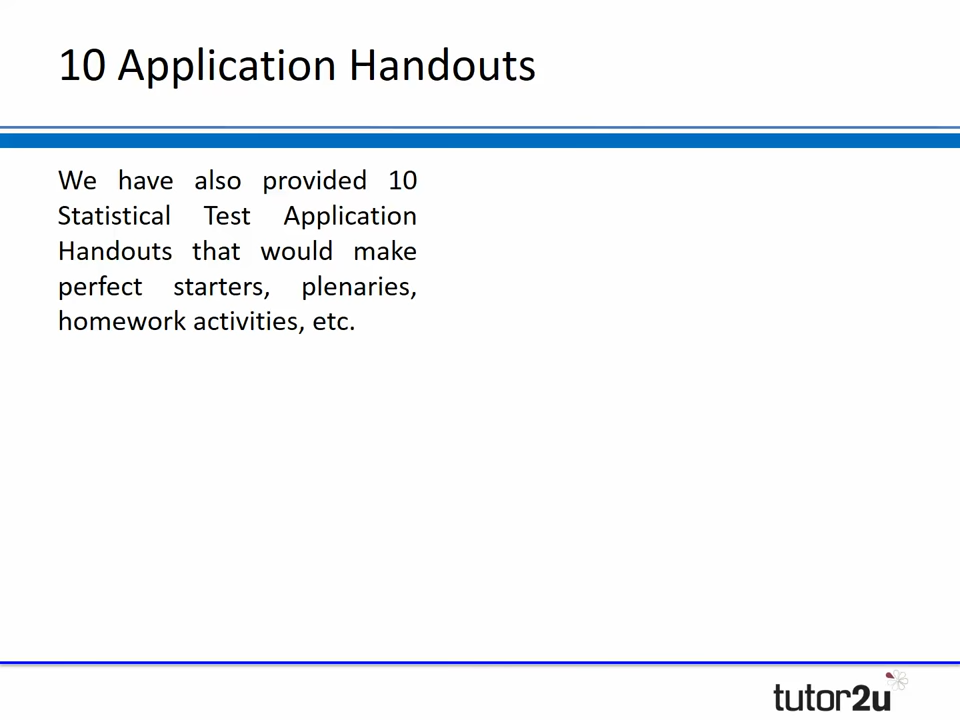 10 Application Handouts
We have also provided 10
Statistical Test Application
Handouts that would make
perfect starters, plenaries,
homework activities, etc.
tutor2u